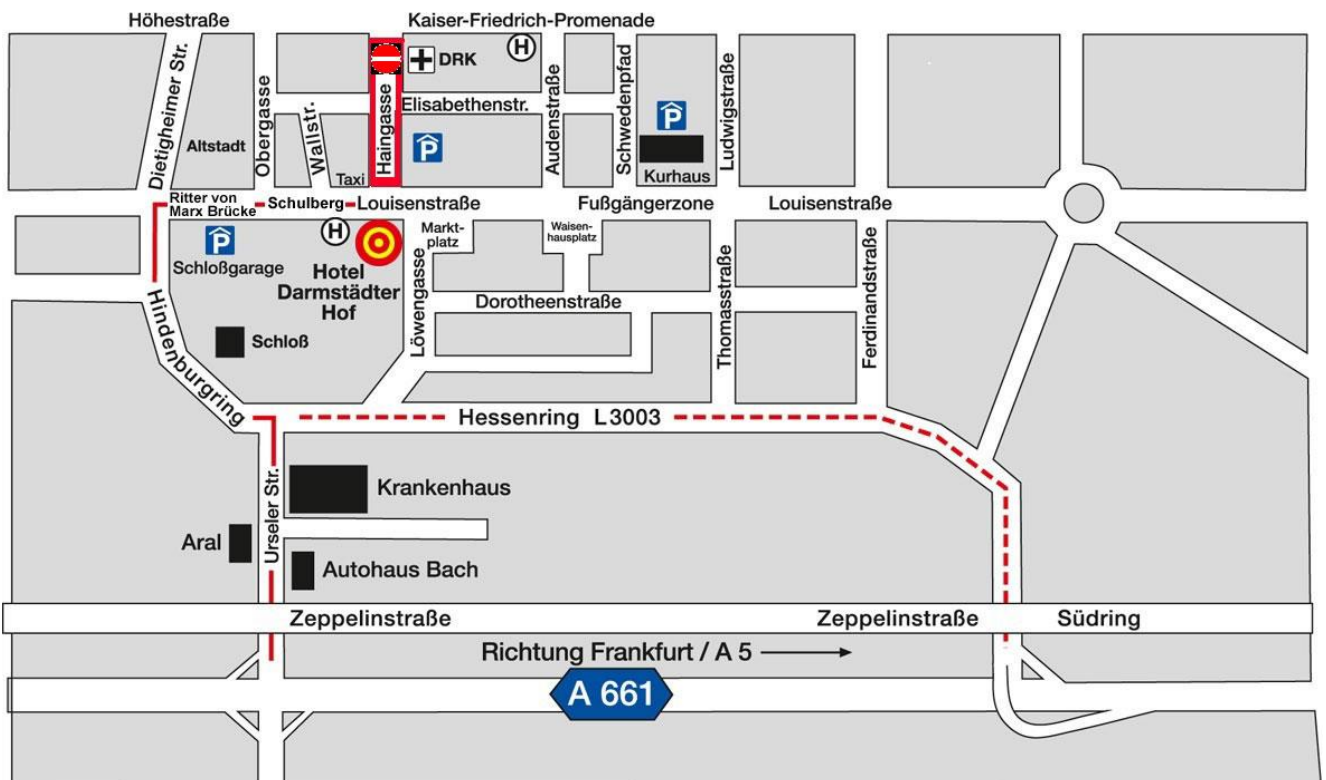 Höhestraße
Kaiser-Friedrich-Promenade
Dietigheimer Str.
Altstadt
Obergasse
Wallstr.
Taxi
Haingasse
DRK
H
Elisabethenstr.
P
Audenstraße
Schwedenpfad
P
Kurhaus
Ludwigstraße
Ritter von
Marx Brücke
Schulberg
Louisenstraße
Fußgängerzone
Louisenstraße
P
Schloßgarage
H
Hotel
Darmstädter
Hof
Markt-
platz
Waisen-
hausplatz
Löwengasse
Dorotheenstraße
Thomasstraße
Ferdinandstraße
Schloß
Hindenburgring
Hessenring L3003
Urseler Str.
Krankenhaus
Aral
Autohaus Bach
Zeppelinstraße
Zeppelinstraße
Südring
Richtung Frankfurt / A 5
A 661